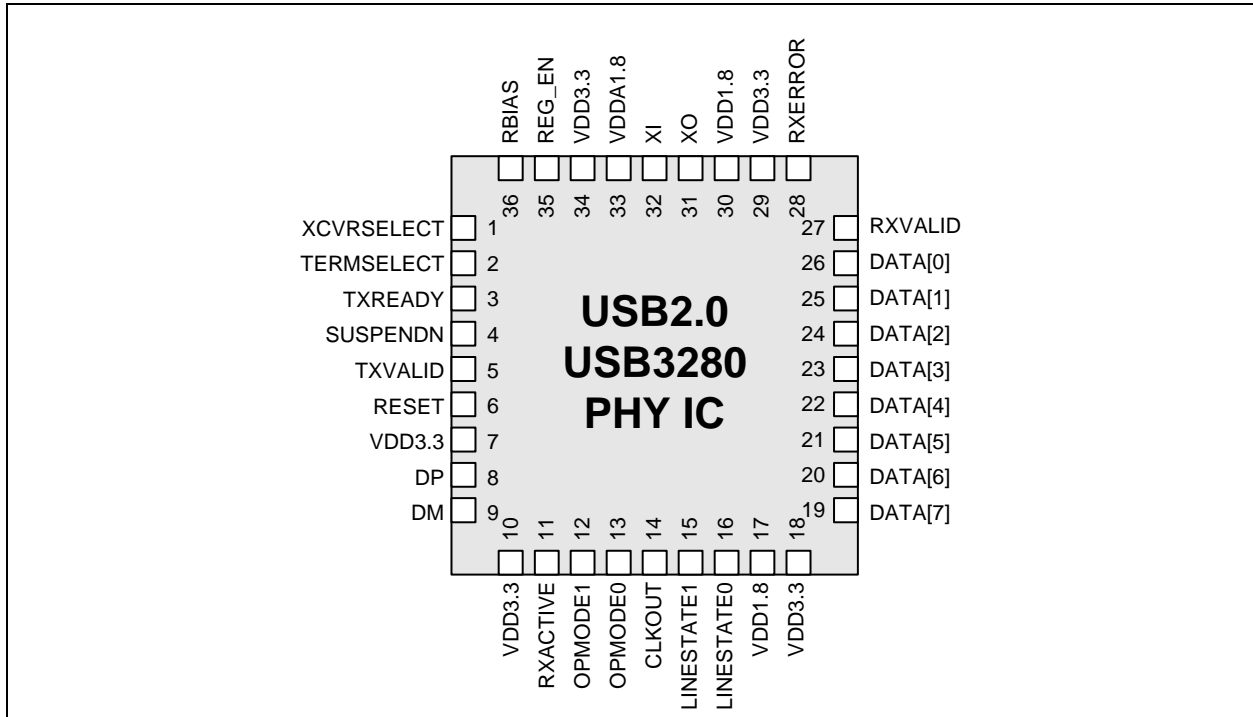 RBIAS
REG_EN
VDD3.3
VDDA1.8
XI
XO
VDD1.8
VDD3.3
RXERROR
36
35
34
33
32
31
30
29
28
XCVRSELECT 1
TERMSELECT 2
TXREADY 3
SUSPENDN 4
TXVALID 5
RESET 6
VDD3.3 7
DP 8
DM 9
USB2.0
USB3280
PHY IC
27 RXVALID
26 DATA[0]
25 DATA[1]
24 DATA[2]
23 DATA[3]
22 DATA[4]
21 DATA[5]
20 DATA[6]
19 DATA[7]
10
11
12
13
14
15
16
17
18
VDD3.3
RXACTIVE
OPMODE1
OPMODE0
CLKOUT
LINESTATE1
LINESTATE0
VDD1.8
VDD3.3